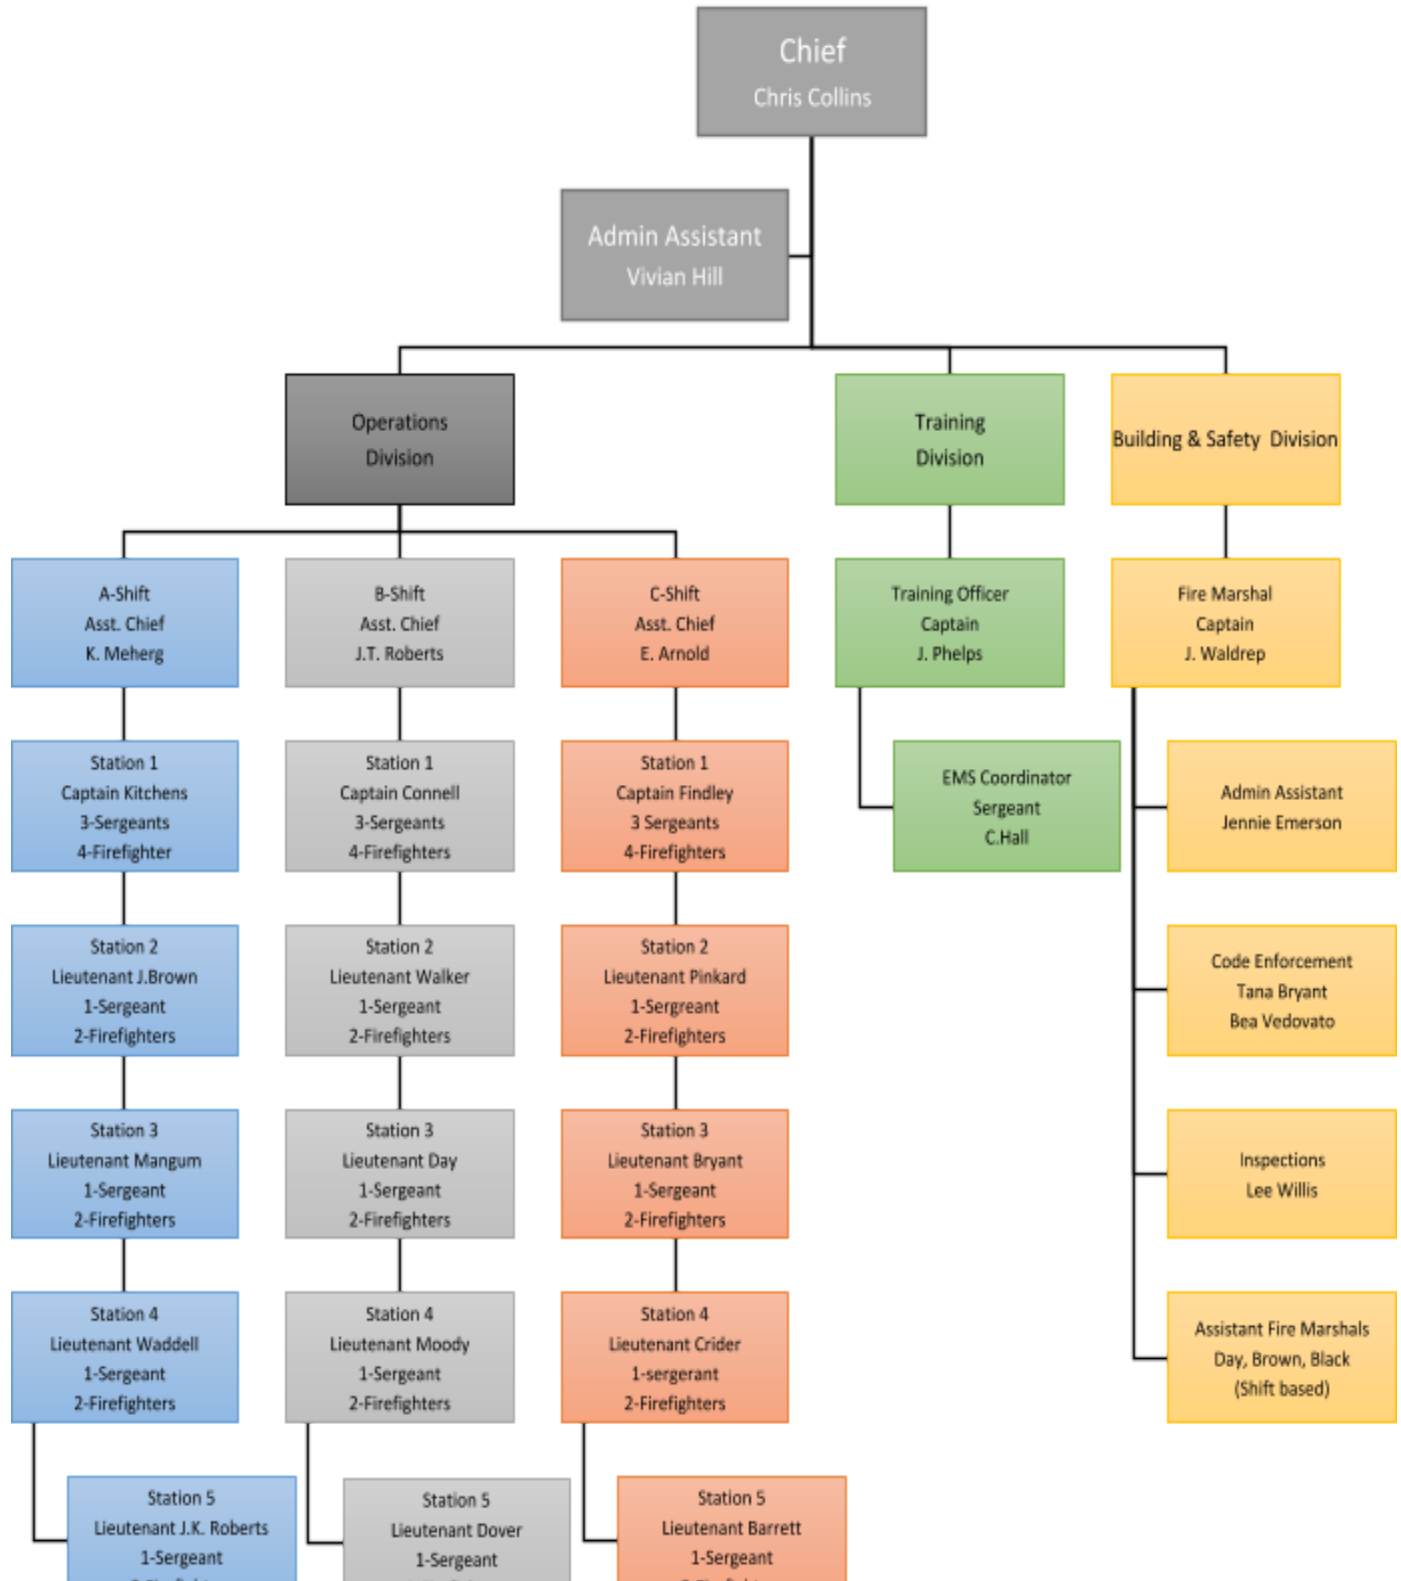 Chief
Chris Collins
Admin Assistant
Vivian Hill
Operations
Division
Training
Division
Building & Safety  Division
A-Shift
Asst. Chief
K. Meherg
B-Shift
Asst. Chief
J.T. Roberts
C-Shift
Asst. Chief
E. Arnold
Training Officer
Captain
J. Phelps
Fire Marshal
Captain
J. Waldrep
Station 1
Captain Kitchens
3-Sergeants
4-Firefighter
Station 1
Captain Connell
3-Sergeants
4-Firefighters
Station 1
Captain Findley
3 Sergeants
4-Firefighters
EMS Coordinator
Sergeant
C.Hall
Admin Assistant
Jennie Emerson
Station 2
Lieutenant J.Brown
1-Sergeant
2-Firefighters
Station 2
Lieutenant Walker
1-Sergeant
2-Firefighters
Station 2
Lieutenant Pinkard
1-Sergreant
2-Firefighters
Code Enforcement
Tana Bryant
Bea Vedovato
Station 3
Lieutenant Mangum
1-Sergeant
2-Firefighters
Station 3
Lieutenant Day
1-Sergeant
2-Firefighters
Station 3
Lieutenant Bryant
1-Sergeant
2-Firefighters
Inspections
Lee Willis
Station 4
Lieutenant Waddell
1-Sergeant
2-Firefighters
Station 4
Lieutenant Moody
1-Sergeant
2-Firefighters
Station 4
Lieutenant Crider
1-sergerant
2-Firefighters
Assistant Fire Marshals
Day, Brown, Black
(Shift based)
Station 5
Lieutenant J.K. Roberts
1-Sergeant
Station 5
Lieutenant Dover
1-Sergeant
Station 5
Lieutenant Barrett
1-Sergeant